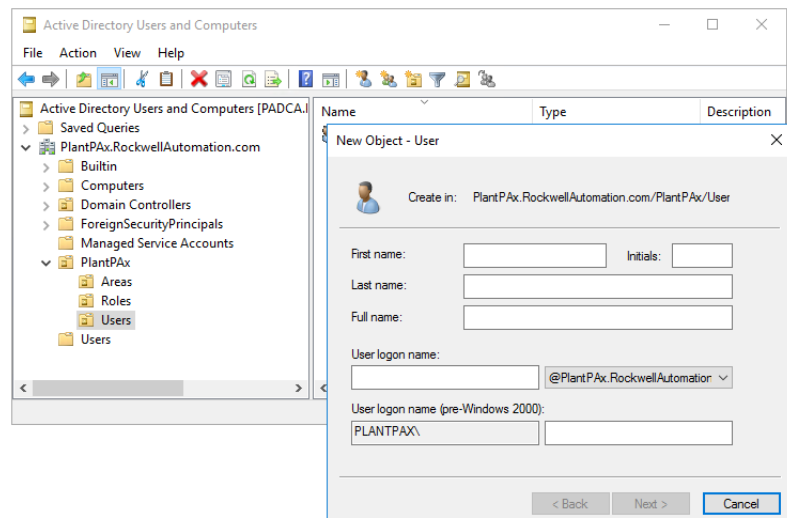 Active Directory Users and Computers
File Action View Help
Active Directory Users and Computers [PADCA.I
Saved Queries
PlantPAx.RockwellAutomation.com
Builtin
Computers
Domain Controllers
ForeignSecurityPrincipals
Managed Service Accounts
PlantPAx
Areas
Roles
Users
Users
Name Type Description
New Object - User
Create in: PlantPAx.RockwellAutomation.com/PlantPAx/User
First name: Initials:
Last name:
Full name:
User logon name:
@PlantPAx.RockwellAutomation
User logon name (pre-Windows 2000):
PLANTPAX\
< Back Next > Cancel